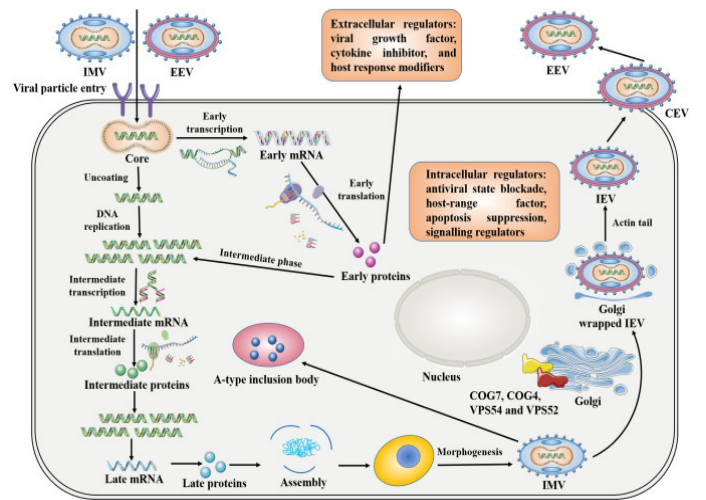 Extracellular regulators:
viral growth factor,
cytokine inhibitor, and
host response modifiers
IMV
EEV
EEV
Viral particle entry
CEV
Early
transcription
Core
Early mRNA
Uncoating
Early
translation
Intracellular regulators:
antiviral state blockade,
host-range factor,
apoptosis suppression,
signalling regulators
IEV
DNA
replication
Actin tail
Intermediate phase
Early proteins
Intermediate
transcription
Golgi
wrapped IEV
Intermediate mRNA
Intermediate
translation
Nucleus
A-type inclusion body
Intermediate proteins
COG7, COG4,
VPS54 and VPS52
Golgi
Morphogenesis
Late mRNA
Late proteins
Assembly
IMV